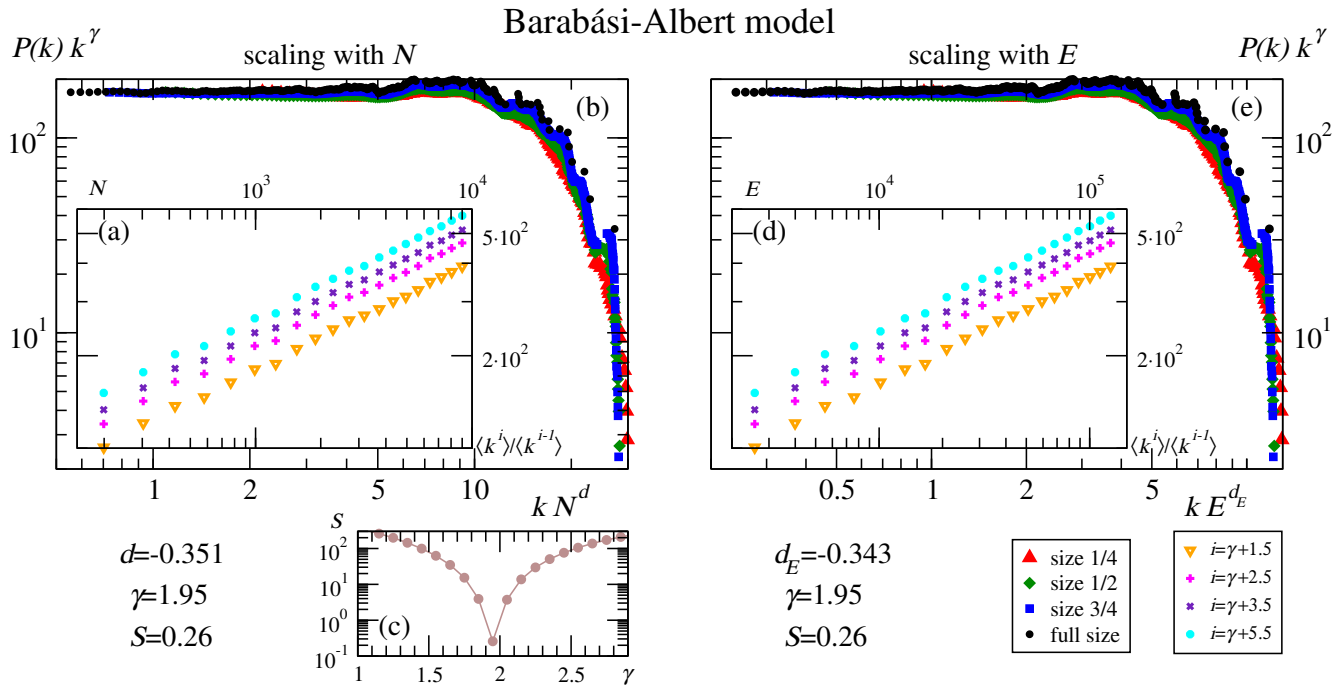 Barabási-Albert model
P(k) k^γ
scaling with N
scaling with E
P(k) k^γ
(b)
(e)
10^2
10^2
N
10^3
10^4
E
10^4
10^5
(a)
5·10^2
(d)
5·10^2
10^1
2·10^2
2·10^2
10^1
⟨k^i⟩/⟨k^{i-1}⟩
⟨k^i⟩/⟨k^{i-1}⟩
1
5
10
k N^d
0.5
1
2
5
k E^{d_E}
d=-0.351
γ=1.95
S=0.26
S
10^2
10^1
10^0
10^-1
(c)
1
1.5
2
2.5
γ
d_E=-0.343
γ=1.95
S=0.26
size 1/4
size 1/2
size 3/4
full size
i=γ+1.5
i=γ+2.5
i=γ+3.5
i=γ+5.5